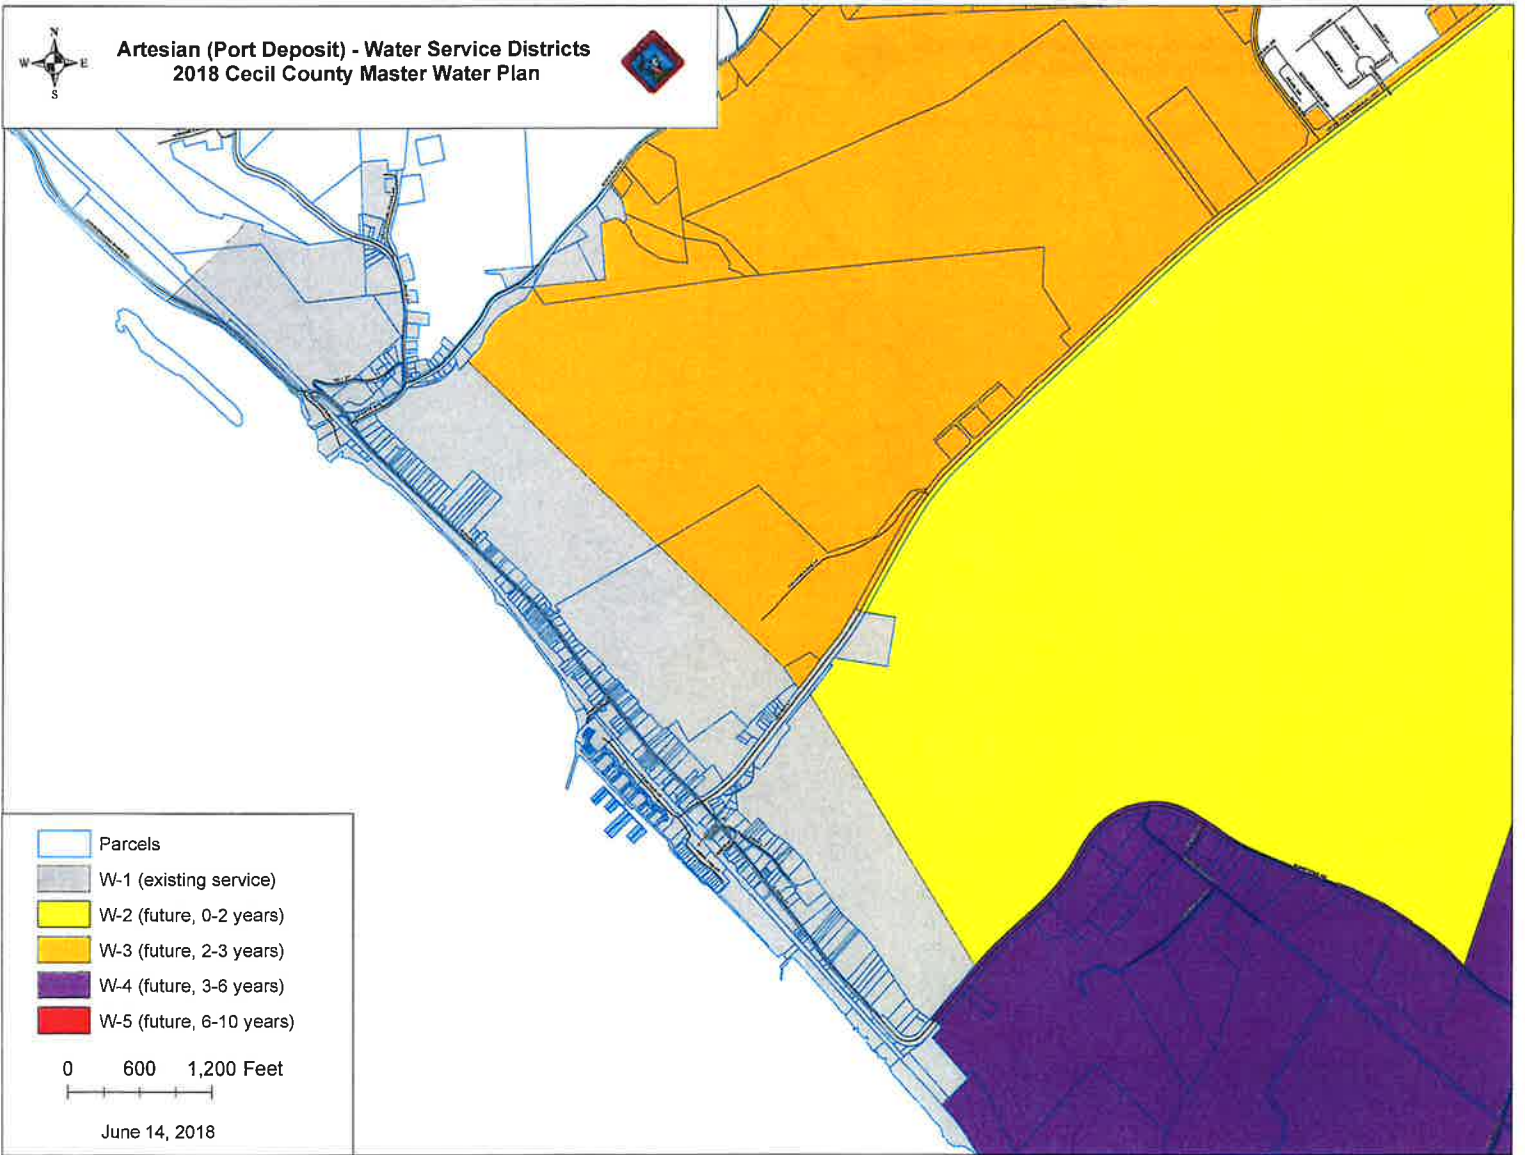 N
W E
S
Artesian (Port Deposit) - Water Service Districts
2018 Cecil County Master Water Plan
Parcels
W-1 (existing service)
W-2 (future, 0-2 years)
W-3 (future, 2-3 years)
W-4 (future, 3-6 years)
W-5 (future, 6-10 years)
0 600 1,200 Feet
June 14, 2018